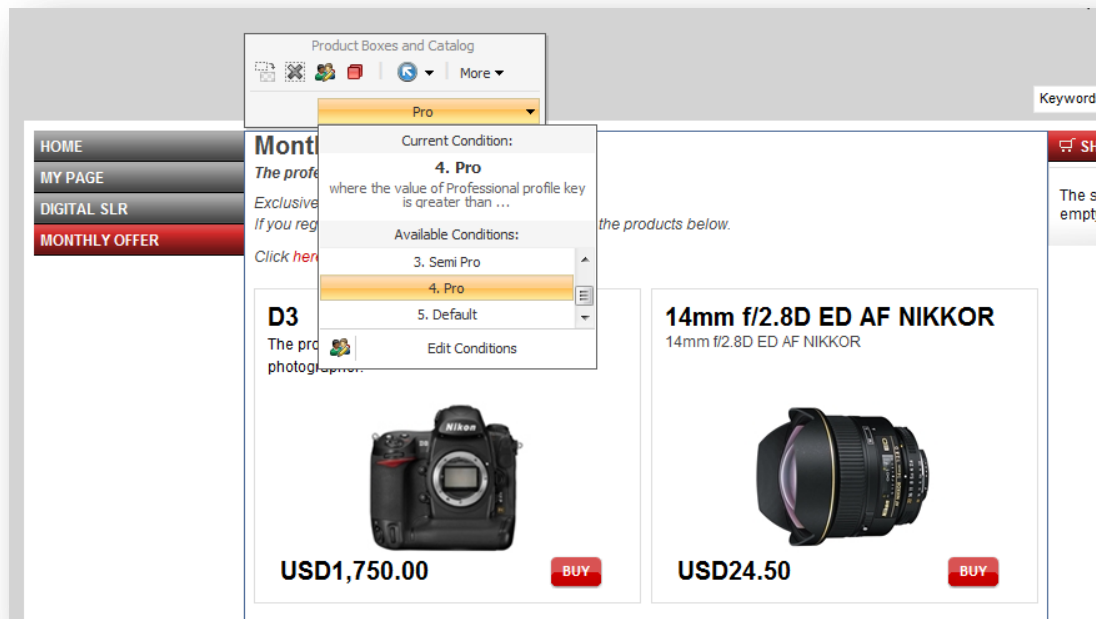 Product Boxes and Catalog
More
Pro
Keyword
HOME
MY PAGE
DIGITAL SLR
MONTHLY OFFER
Current Condition:
4. Pro
where the value of Professional profile key
is greater than ...
Available Conditions:
3. Semi Pro
4. Pro
5. Default
Edit Conditions
The profe
Exclusive
If you reg the products below.
Click here
SH
The s
empty
D3
The pro
14mm f/2.8D ED AF NIKKOR
14mm f/2.8D ED AF NIKKOR
Nikon
USD1,750.00
BUY
USD24.50
BUY